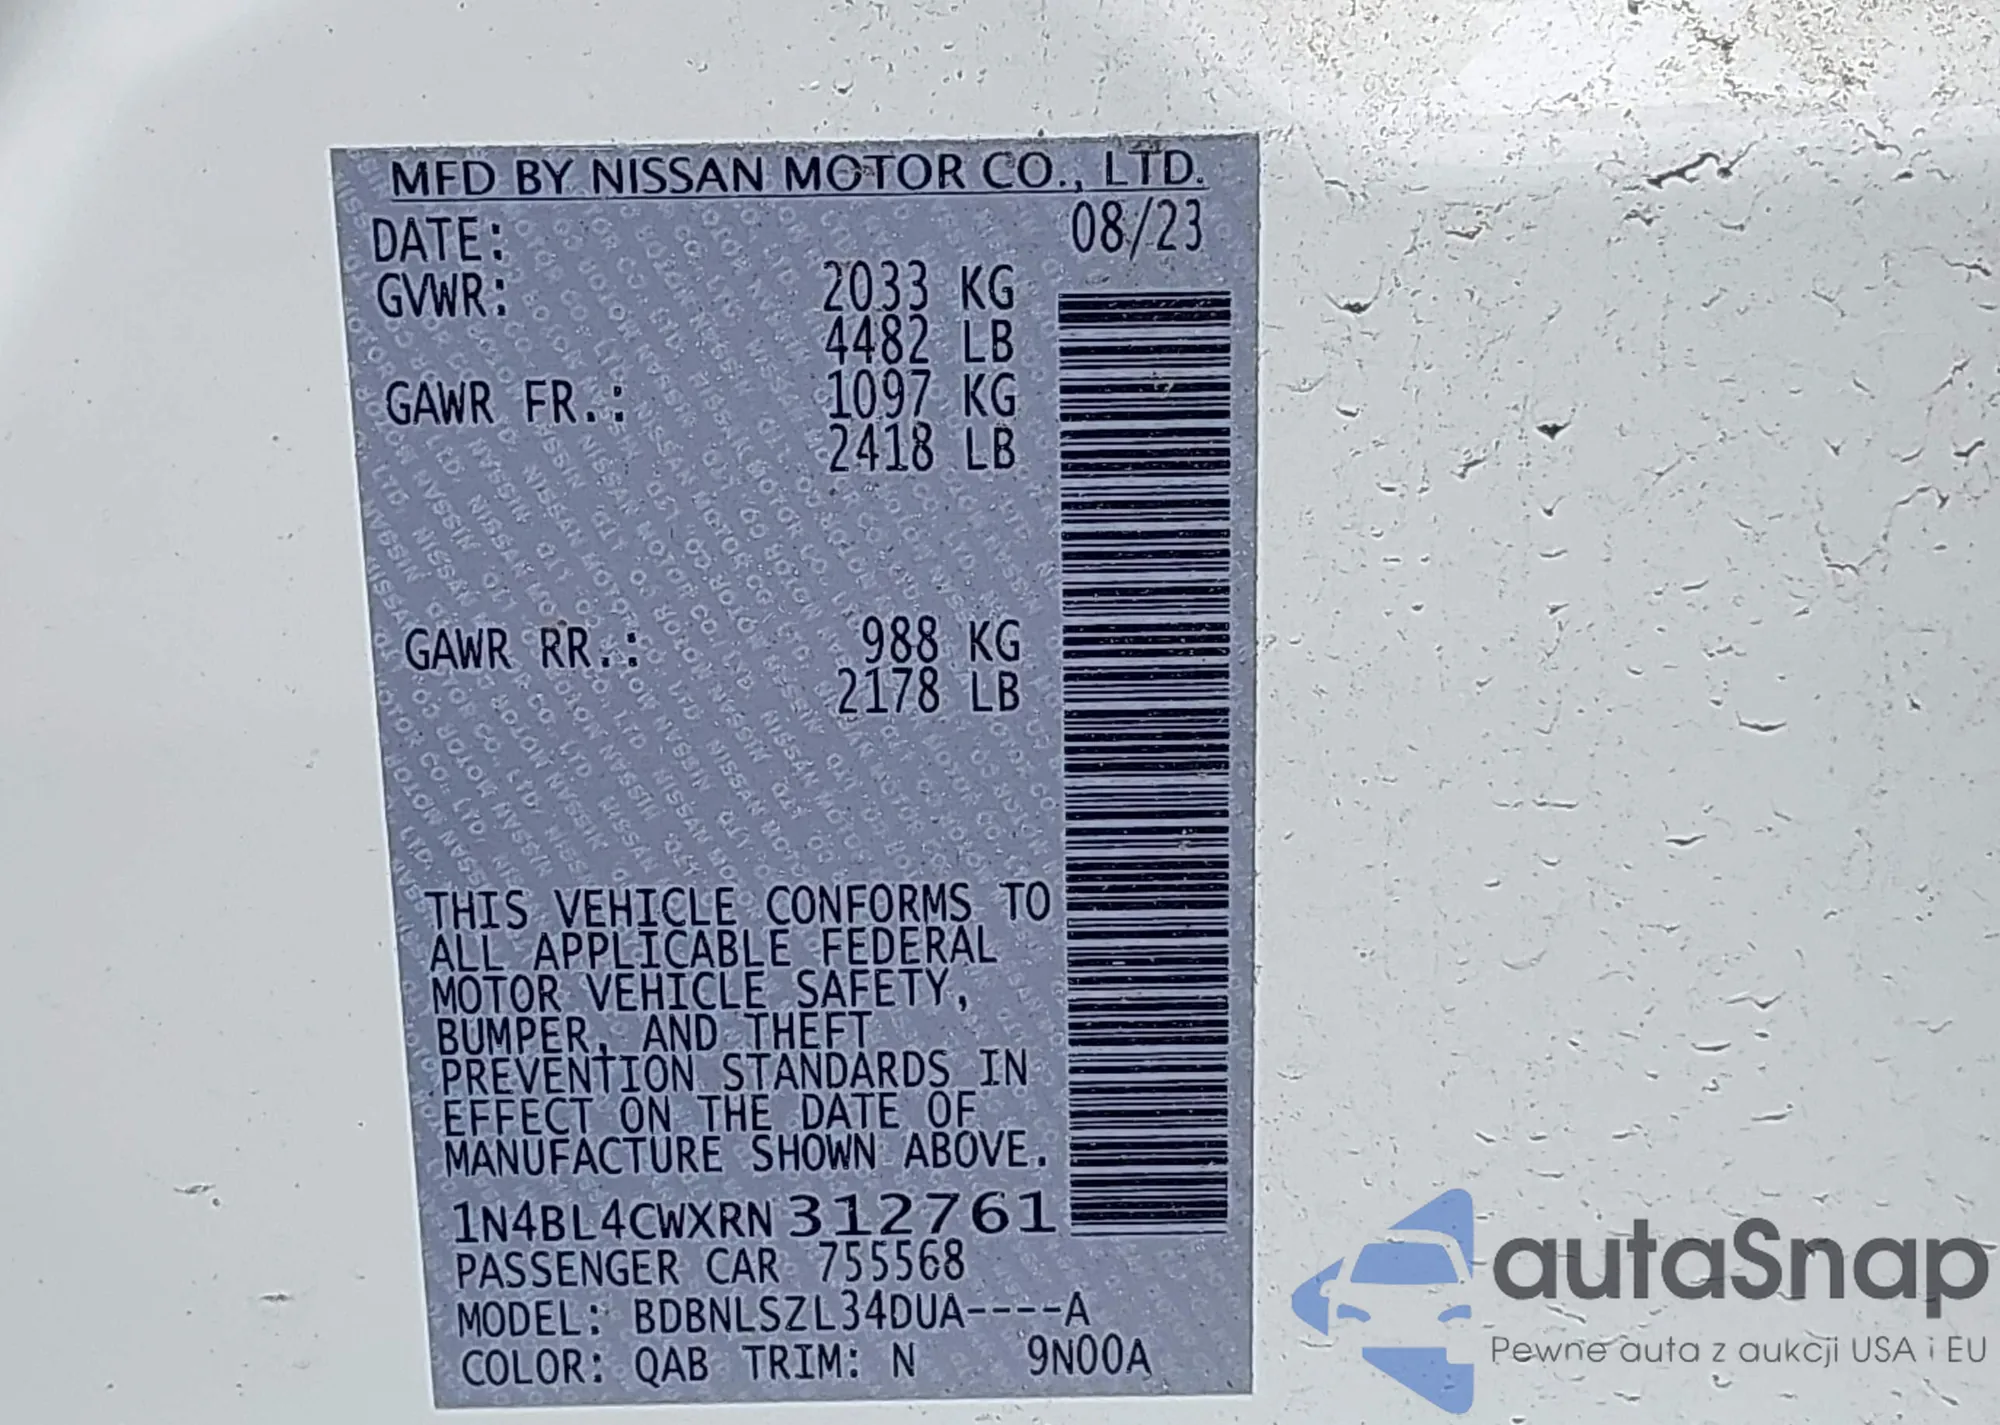 MFD BY NISSAN MOTOR CO., LTD.
DATE: 08/23
GVWR: 2033 KG
4482 LB
GAWR FR.: 1097 KG
2418 LB
GAWR RR.: 988 KG
2178 LB
THIS VEHICLE CONFORMS TO
ALL APPLICABLE FEDERAL
MOTOR VEHICLE SAFETY,
BUMPER, AND THEFT
PREVENTION STANDARDS IN
EFFECT ON THE DATE OF
MANUFACTURE SHOWN ABOVE.
1N4BL4CWXRN312761
PASSENGER CAR 755568
MODEL: BDBNLSZL34DUA----A
COLOR: QAB TRIM: N 9N00A
autaSnap
Pewne auta z aukcji USA i EU